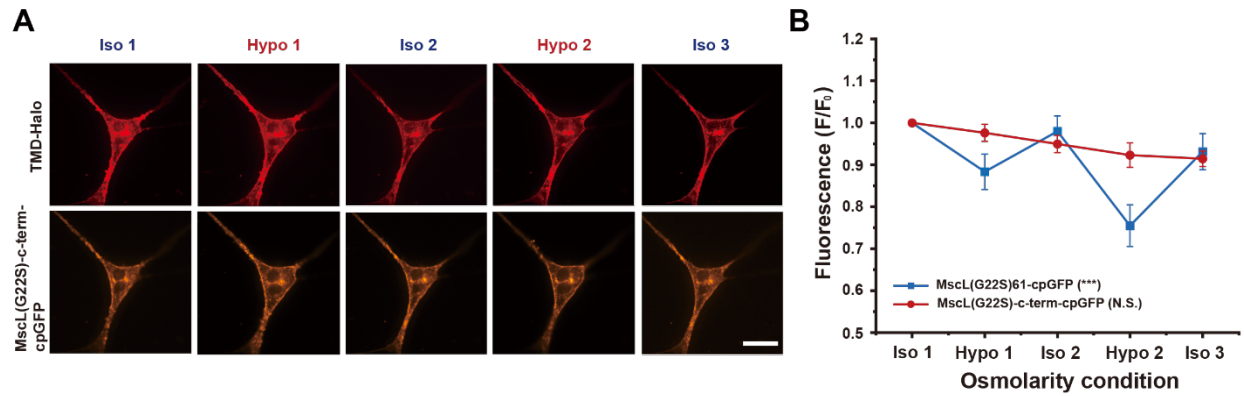 A
Iso 1 Hypo 1 Iso 2 Hypo 2 Iso 3
TMD-Halo
MscL(G22S)-c-term-
cpGFP
B
Fluorescence (F/F₀)
1.2
1.1
1.0
0.9
0.8
0.7
0.6
0.5
MscL(G22S)61-cpGFP (***)
MscL(G22S)-c-term-cpGFP (N.S.)
Iso 1 Hypo 1 Iso 2 Hypo 2 Iso 3
Osmolarity condition